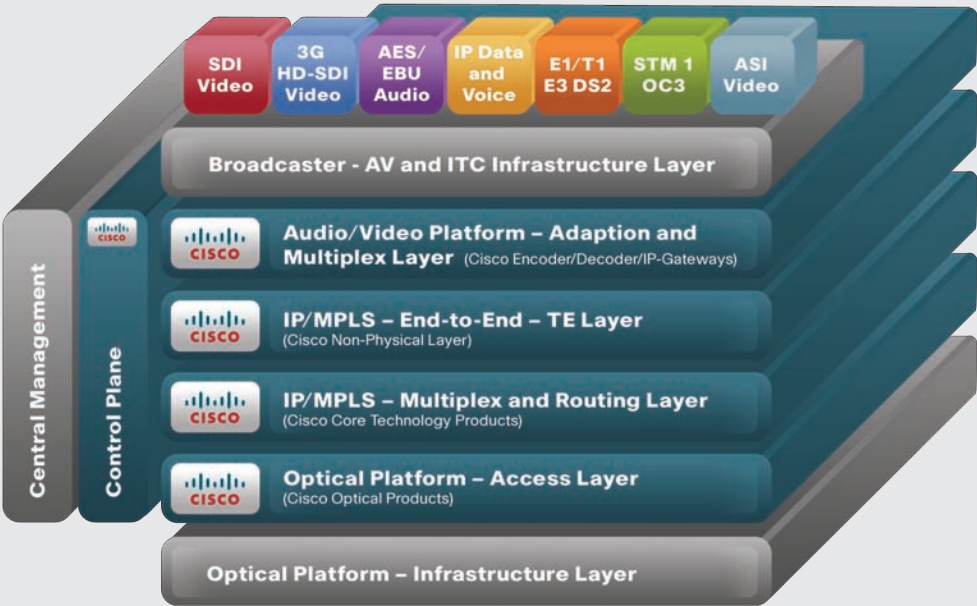 SDI
Video
3G
HD-SDI
Video
AES/
EBU
Audio
IP Data
and
Voice
E1/T1
E3 DS2
STM 1
OC3
ASI
Video
Broadcaster - AV and ITC Infrastructure Layer
Central Management
CISCO
Control Plane
CISCO
Audio/Video Platform – Adaption and
Multiplex Layer (Cisco Encoder/Decoder/IP-Gateways)
CISCO
IP/MPLS – End-to-End – TE Layer
(Cisco Non-Physical Layer)
CISCO
IP/MPLS – Multiplex and Routing Layer
(Cisco Core Technology Products)
CISCO
Optical Platform – Access Layer
(Cisco Optical Products)
Optical Platform – Infrastructure Layer